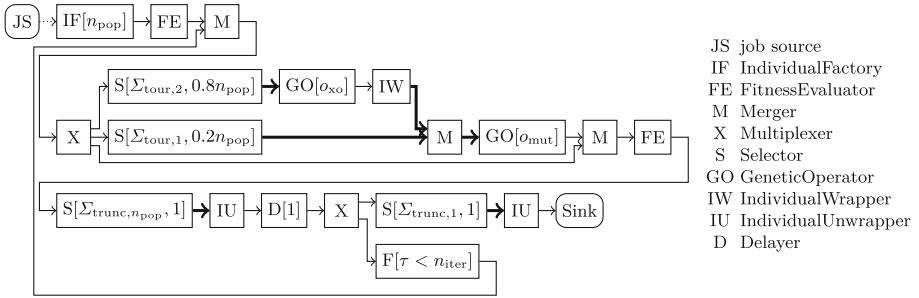 JS IF[n_pop] FE M
S[Σ_tour,2, 0.8n_pop] GO[o_xo] IW
X S[Σ_tour,1, 0.2n_pop] M GO[o_mut] M FE
S[Σ_trunc,n_pop, 1] IU D[1] X S[Σ_trunc,1, 1] IU Sink
F[τ < n_iter]
JS job source
IF IndividualFactory
FE FitnessEvaluator
M Merger
X Multiplexer
S Selector
GO GeneticOperator
IW IndividualWrapper
IU IndividualUnwrapper
D Delayer